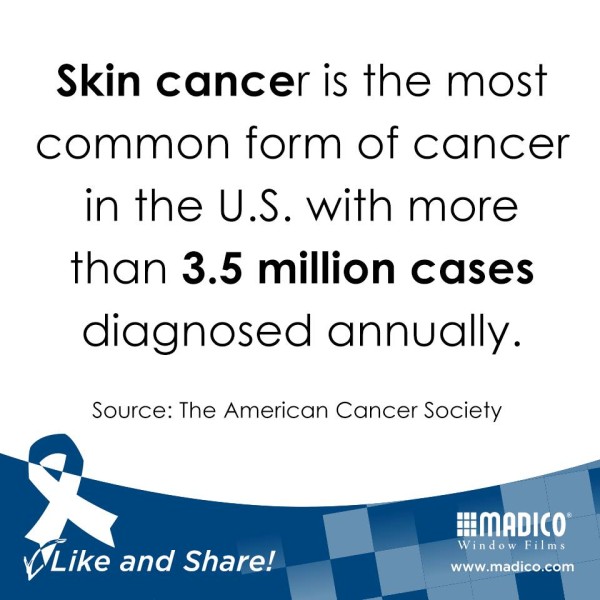 Skin cancer is the most
common form of cancer
in the U.S. with more
than 3.5 million cases
diagnosed annually.
Source: The American Cancer Society
Like and Share!
MADICO®
Window Films
www.madico.com